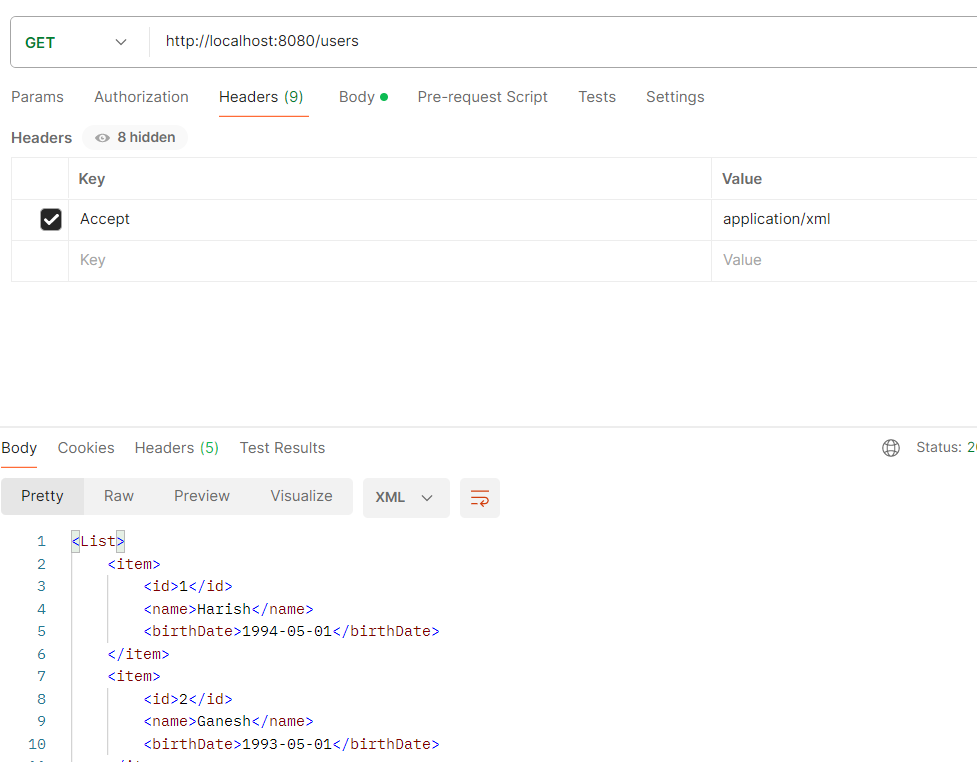 GET http://localhost:8080/users
Params Authorization Headers (9) Body Pre-request Script Tests Settings
Headers 8 hidden
Key Value
Accept application/xml
Key Value
Body Cookies Headers (5) Test Results Status: 2
Pretty Raw Preview Visualize XML
1 <List>
2 <item>
3 <id>1</id>
4 <name>Harish</name>
5 <birthDate>1994-05-01</birthDate>
6 </item>
7 <item>
8 <id>2</id>
9 <name>Ganesh</name>
10 <birthDate>1993-05-01</birthDate>